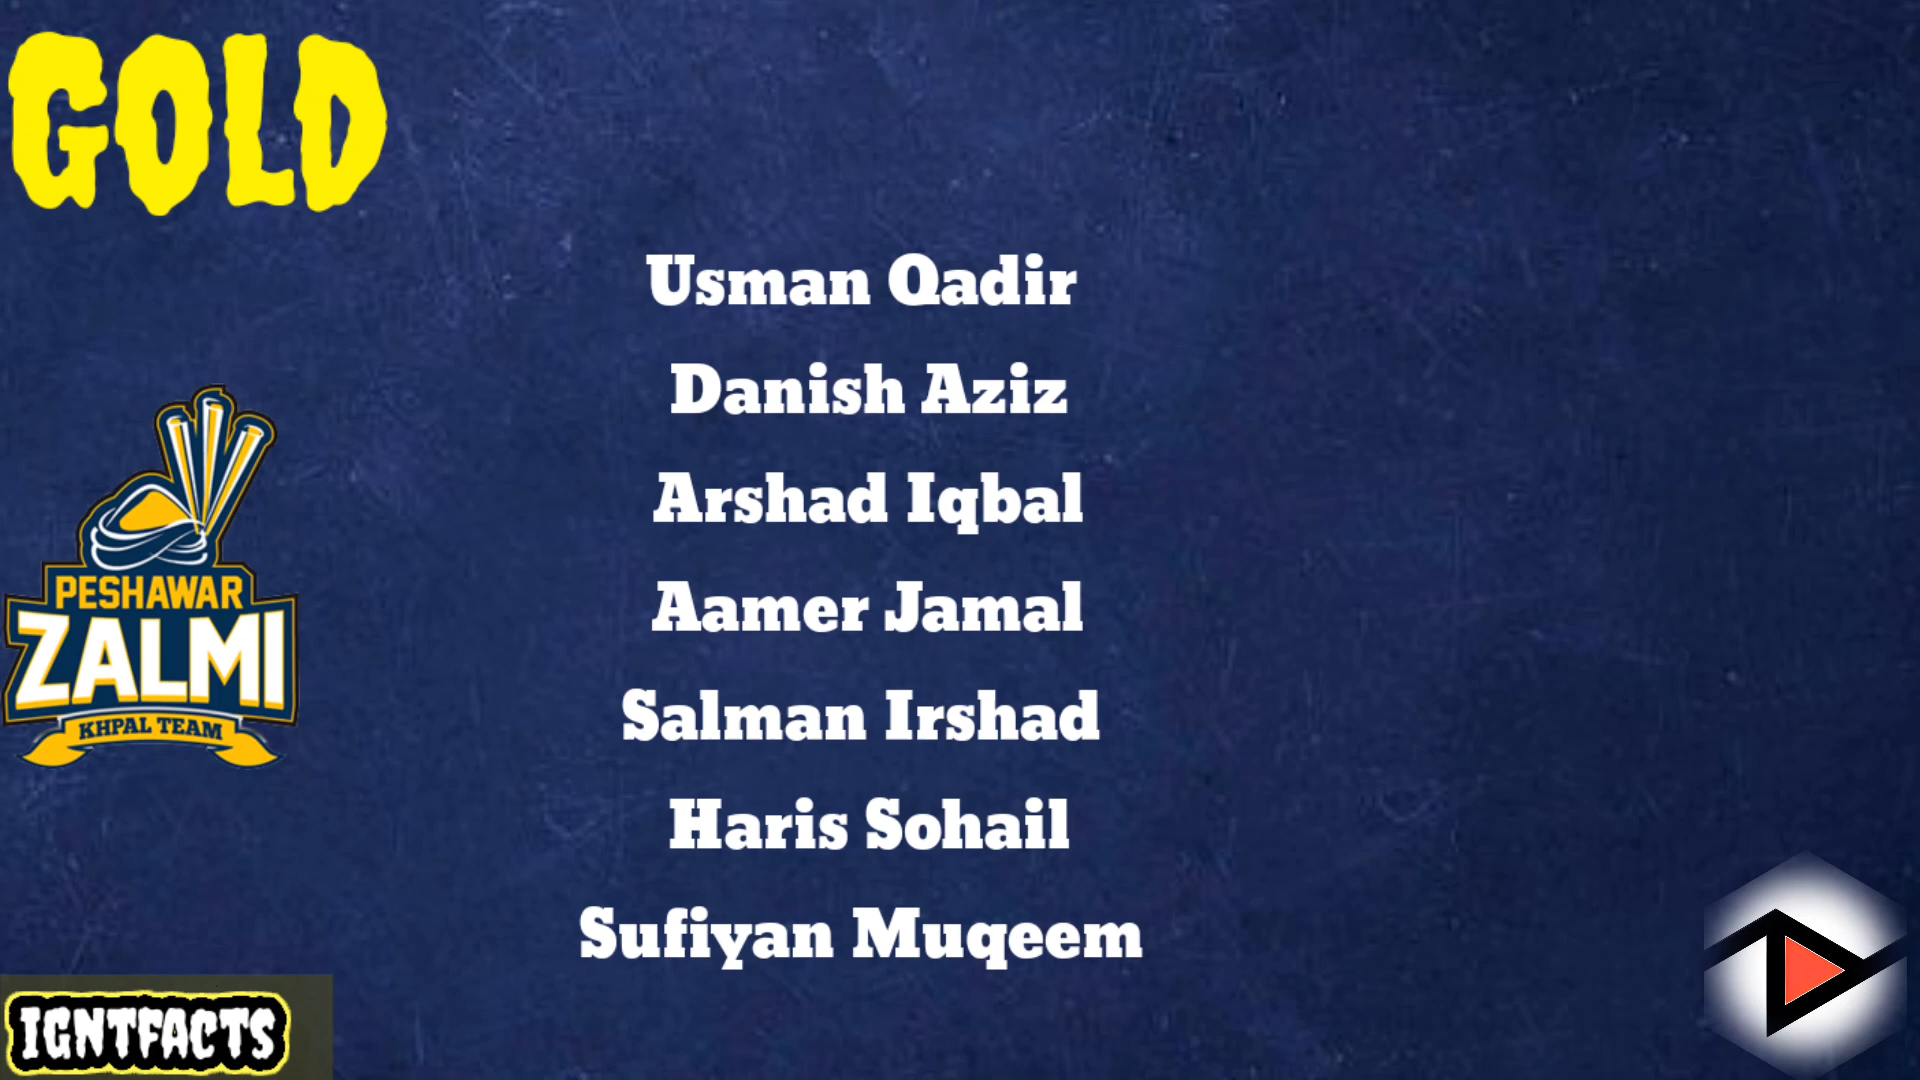 GOLD
Usman Qadir
Danish Aziz
Arshad Iqbal
Aamer Jamal
Salman Irshad
Haris Sohail
Sufiyan Muqeem
PESHAWAR
ZALMI
KHPAL TEAM
IGNTFACTS